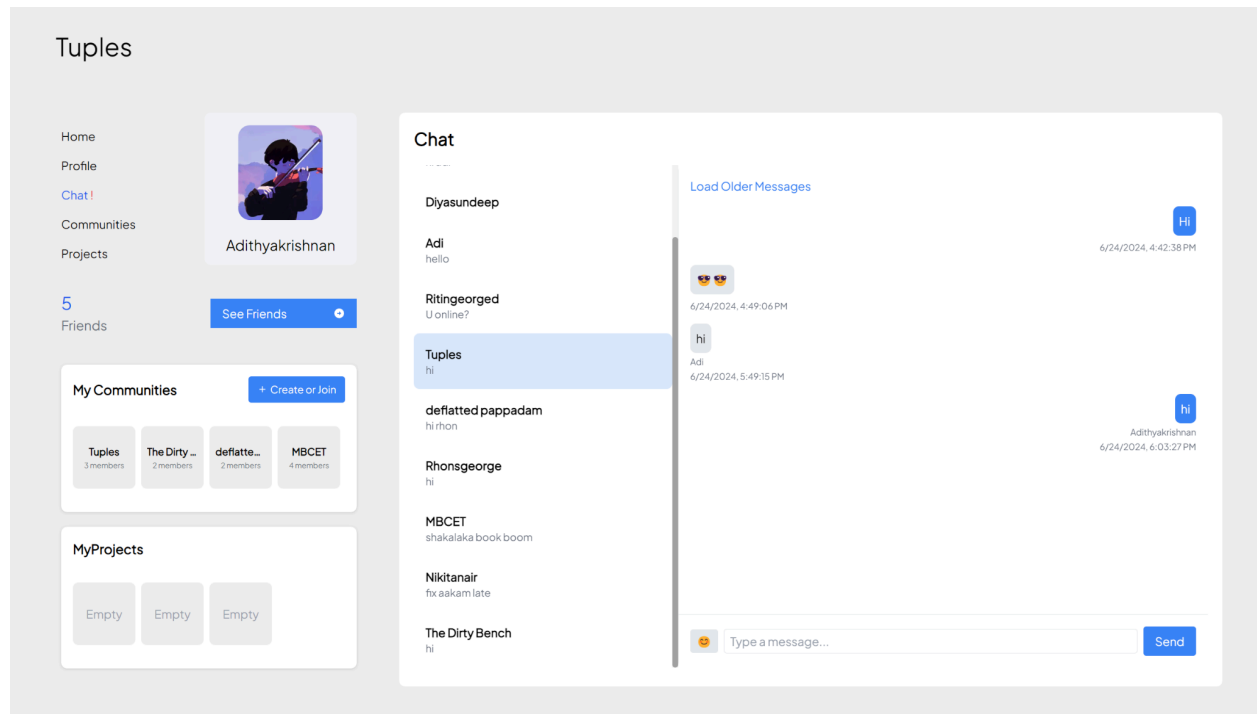 Tuples
Home
Profile
Chat !
Communities
Projects
Adithyakrishnan
5
Friends
See Friends
My Communities
+ Create or Join
Tuples
3 members
The Dirty ...
2 members
deflatte...
2 members
MBCET
4 members
MyProjects
Empty
Empty
Empty
Chat
Diyasundeep
Adi
hello
Ritingeorged
U online?
Tuples
hi
deflatted pappadam
hi rhon
Rhonsgeorge
hi
MBCET
shakalaka book boom
Nikitanair
fix aakam late
The Dirty Bench
hi
Load Older Messages
Hi
6/24/2024, 4:42:38 PM
😎😎
6/24/2024, 4:49:06 PM
hi
Adi
6/24/2024, 5:49:15 PM
hi
Adithyakrishnan
6/24/2024, 6:03:27 PM
Type a message...
Send